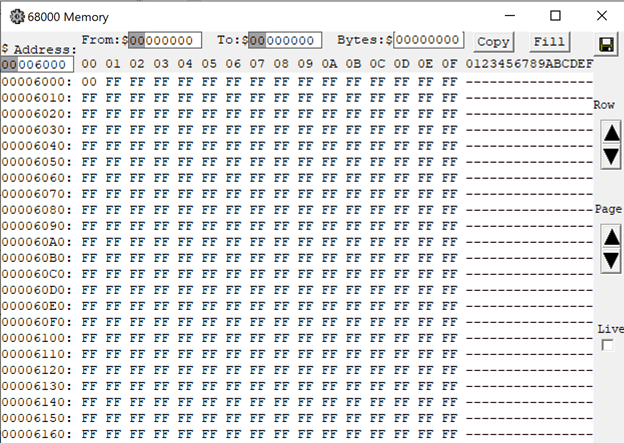 68000 Memory
From:$00000000 To:$00000000 Bytes:$00000000 Copy Fill
$ Address:
00006000 00 01 02 03 04 05 06 07 08 09 0A 0B 0C 0D 0E 0F 0123456789ABCDEF
00006000: 00 FF FF FF FF FF FF FF FF FF FF FF FF FF FF FF ----------------
00006010: FF FF FF FF FF FF FF FF FF FF FF FF FF FF FF FF ----------------
00006020: FF FF FF FF FF FF FF FF FF FF FF FF FF FF FF FF ----------------
00006030: FF FF FF FF FF FF FF FF FF FF FF FF FF FF FF FF ----------------
00006040: FF FF FF FF FF FF FF FF FF FF FF FF FF FF FF FF ----------------
00006050: FF FF FF FF FF FF FF FF FF FF FF FF FF FF FF FF ----------------
00006060: FF FF FF FF FF FF FF FF FF FF FF FF FF FF FF FF ----------------
00006070: FF FF FF FF FF FF FF FF FF FF FF FF FF FF FF FF ----------------
00006080: FF FF FF FF FF FF FF FF FF FF FF FF FF FF FF FF ----------------
00006090: FF FF FF FF FF FF FF FF FF FF FF FF FF FF FF FF ----------------
000060A0: FF FF FF FF FF FF FF FF FF FF FF FF FF FF FF FF ----------------
000060B0: FF FF FF FF FF FF FF FF FF FF FF FF FF FF FF FF ----------------
000060C0: FF FF FF FF FF FF FF FF FF FF FF FF FF FF FF FF ----------------
000060D0: FF FF FF FF FF FF FF FF FF FF FF FF FF FF FF FF ----------------
000060E0: FF FF FF FF FF FF FF FF FF FF FF FF FF FF FF FF ----------------
000060F0: FF FF FF FF FF FF FF FF FF FF FF FF FF FF FF FF ----------------
00006100: FF FF FF FF FF FF FF FF FF FF FF FF FF FF FF FF ----------------
00006110: FF FF FF FF FF FF FF FF FF FF FF FF FF FF FF FF ----------------
00006120: FF FF FF FF FF FF FF FF FF FF FF FF FF FF FF FF ----------------
00006130: FF FF FF FF FF FF FF FF FF FF FF FF FF FF FF FF ----------------
00006140: FF FF FF FF FF FF FF FF FF FF FF FF FF FF FF FF ----------------
00006150: FF FF FF FF FF FF FF FF FF FF FF FF FF FF FF FF ----------------
00006160: FF FF FF FF FF FF FF FF FF FF FF FF FF FF FF FF ----------------
Row
Page
Live